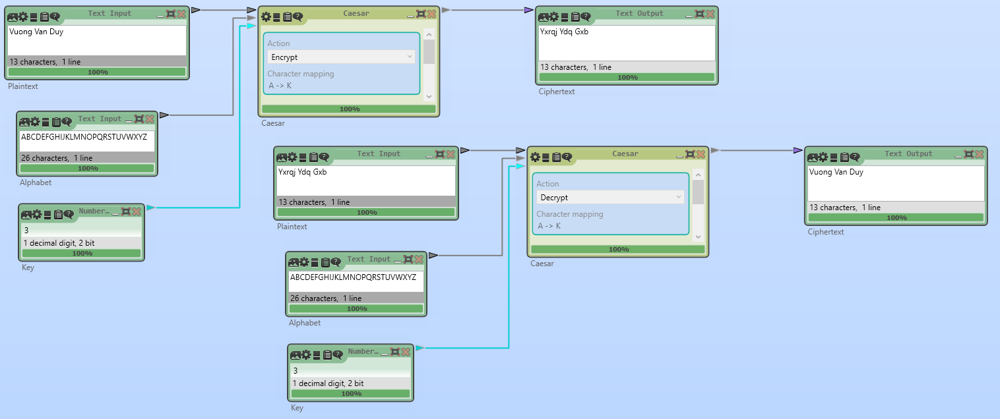 Text Input
Vuong Van Duy
13 characters, 1 line
100%
Plaintext
Caesar
Action
Encrypt
Character mapping
A -> K
100%
Caesar
Text Output
Yxrqj Ydq Gxb
13 characters, 1 line
100%
Ciphertext
Text Input
ABCDEFGHIJKLMNOPQRSTUVWXYZ
26 characters, 1 line
100%
Alphabet
Number...
3
1 decimal digit, 2 bit
100%
Key
Text Input
Yxrqj Ydq Gxb
13 characters, 1 line
100%
Plaintext
Caesar
Action
Decrypt
Character mapping
A -> K
100%
Caesar
Text Output
Vuong Van Duy
13 characters, 1 line
100%
Ciphertext
Text Input
ABCDEFGHIJKLMNOPQRSTUVWXYZ
26 characters, 1 line
100%
Alphabet
Number...
3
1 decimal digit, 2 bit
100%
Key